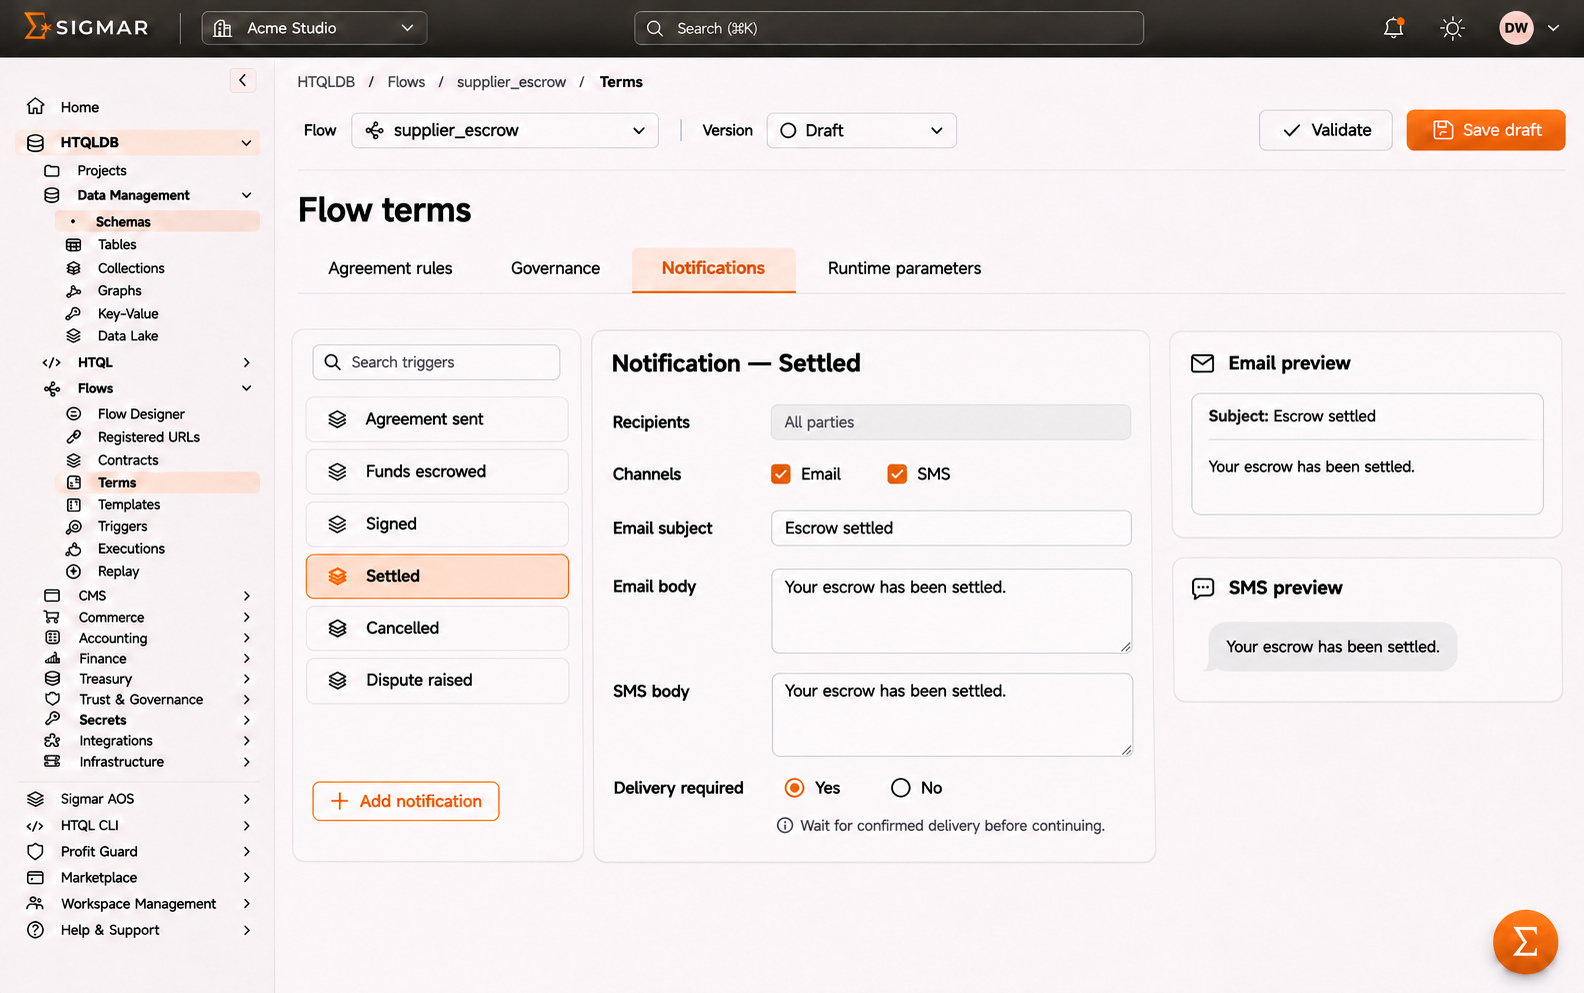 SIGMAR
Acme Studio
Search (⌘K)
DW
Home
HTQLDB
Projects
Data Management
Schemas
Tables
Collections
Graphs
Key-Value
Data Lake
HTQL
Flows
Flow Designer
Registered URLs
Contracts
Terms
Templates
Triggers
Executions
Replay
CMS
Commerce
Accounting
Finance
Treasury
Trust & Governance
Secrets
Integrations
Infrastructure
Sigmar AOS
HTQL CLI
Profit Guard
Marketplace
Workspace Management
Help & Support
HTQLDB / Flows / supplier_escrow / Terms
Flow supplier_escrow Version Draft
Validate
Save draft
Flow terms
Agreement rules
Governance
Notifications
Runtime parameters
Search triggers
Agreement sent
Funds escrowed
Signed
Settled
Cancelled
Dispute raised
Add notification
Notification — Settled
Recipients All parties
Channels Email SMS
Email subject Escrow settled
Email body Your escrow has been settled.
SMS body Your escrow has been settled.
Delivery required Yes No
Wait for confirmed delivery before continuing.
Email preview
Subject: Escrow settled
Your escrow has been settled.
SMS preview
Your escrow has been settled.